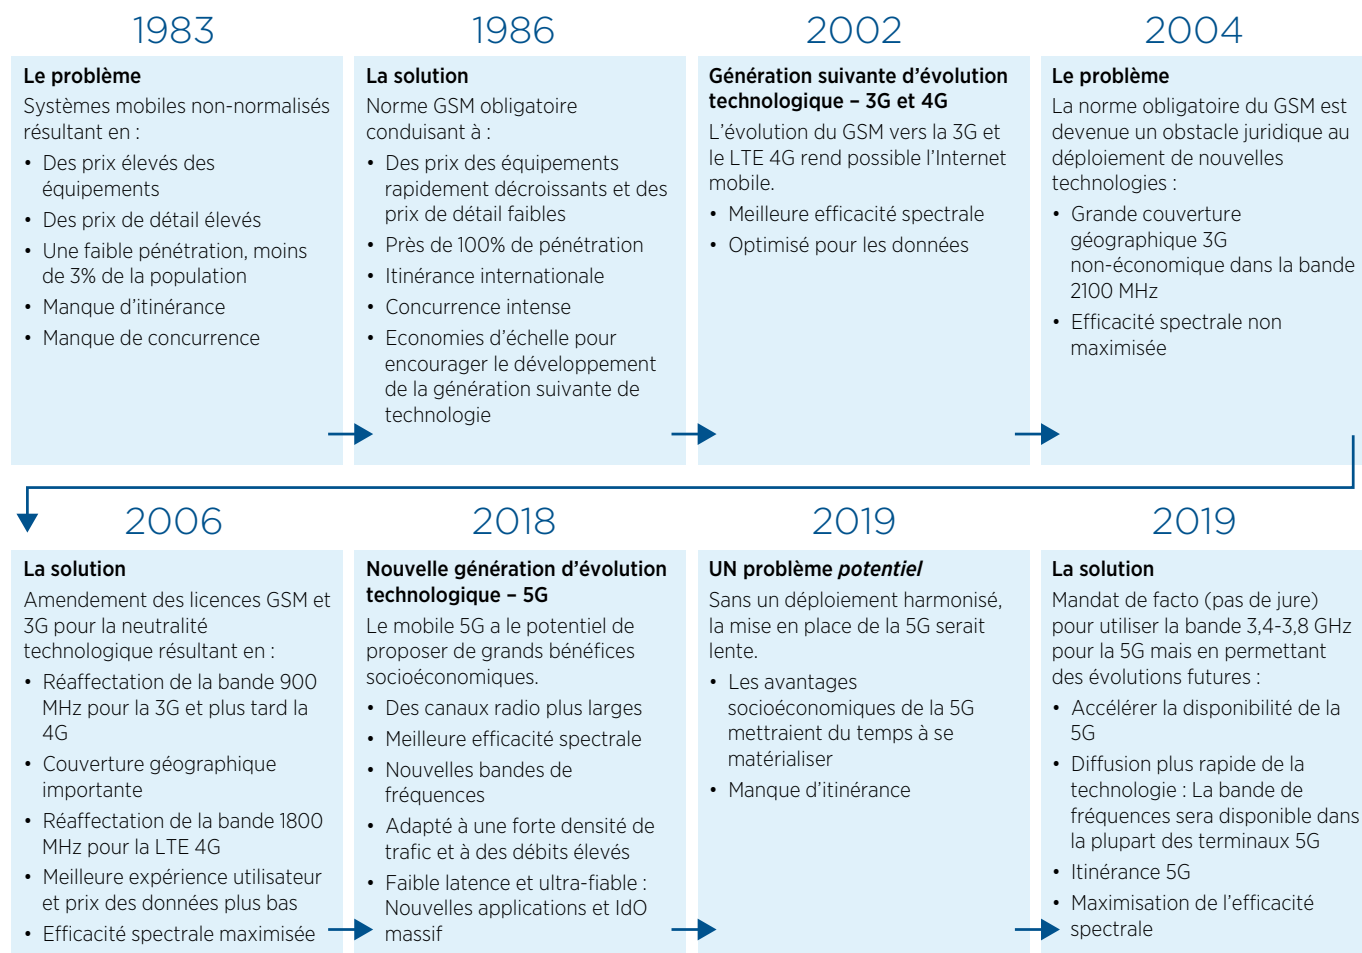 1983
Le problème
Systèmes mobiles non-normalisés
résultant en :
• Des prix élevés des
équipements
• Des prix de détail élevés
• Une faible pénétration, moins
de 3% de la population
• Manque d'itinérance
• Manque de concurrence
1986
La solution
Norme GSM obligatoire
conduisant à :
• Des prix des équipements
rapidement décroissants et des
prix de détail faibles
• Près de 100% de pénétration
• Itinérance internationale
• Concurrence intense
• Economies d'échelle pour
encourager le développement
de la génération suivante de
technologie
2002
Génération suivante d'évolution
technologique – 3G et 4G
L'évolution du GSM vers la 3G et
le LTE 4G rend possible l'Internet
mobile.
• Meilleure efficacité spectrale
• Optimisé pour les données
2004
Le problème
La norme obligatoire du GSM est
devenue un obstacle juridique au
déploiement de nouvelles
technologies :
• Grande couverture
géographique 3G
non-économique dans la bande
2100 MHz
• Efficacité spectrale non
maximisée
2006
La solution
Amendement des licences GSM et
3G pour la neutralité
technologique résultant en :
• Réaffectation de la bande 900
MHz pour la 3G et plus tard la
4G
• Couverture géographique
importante
• Réaffectation de la bande 1800
MHz pour la LTE 4G
• Meilleure expérience utilisateur
et prix des données plus bas
• Efficacité spectrale maximisée
2018
Nouvelle génération d'évolution
technologique – 5G
Le mobile 5G a le potentiel de
proposer de grands bénéfices
socioéconomiques.
• Des canaux radio plus larges
• Meilleure efficacité spectrale
• Nouvelles bandes de
fréquences
• Adapté à une forte densité de
trafic et à des débits élevés
• Faible latence et ultra-fiable :
Nouvelles applications et IdO
massif
2019
UN problème potentiel
Sans un déploiement harmonisé,
la mise en place de la 5G serait
lente.
• Les avantages
socioéconomiques de la 5G
mettraient du temps à se
matérialiser
• Manque d'itinérance
2019
La solution
Mandat de facto (pas de jure)
pour utiliser la bande 3,4-3,8 GHz
pour la 5G mais en permettant
des évolutions futures :
• Accélérer la disponibilité de la
5G
• Diffusion plus rapide de la
technologie : La bande de
fréquences sera disponible dans
la plupart des terminaux 5G
• Itinérance 5G
• Maximisation de l'efficacité
spectrale